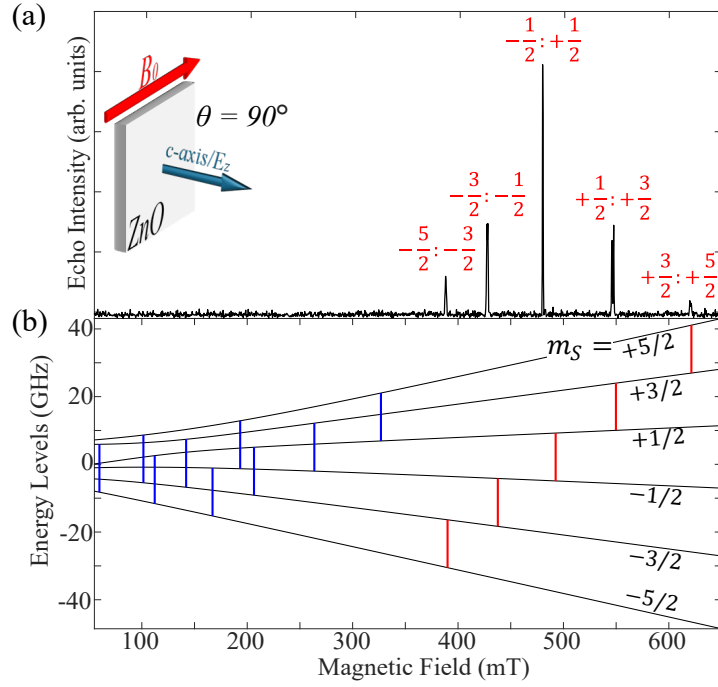 (a)
Echo Intensity (arb. units)
B₀
θ = 90°
c-axis/E_z
ZnO
−5/2:−3/2
−3/2:−1/2
−1/2:+1/2
+1/2:+3/2
+3/2:+5/2
(b)
Energy Levels (GHz)
40
20
0
-20
-40
m_S = +5/2
+3/2
+1/2
−1/2
−3/2
−5/2
100 200 300 400 500 600
Magnetic Field (mT)